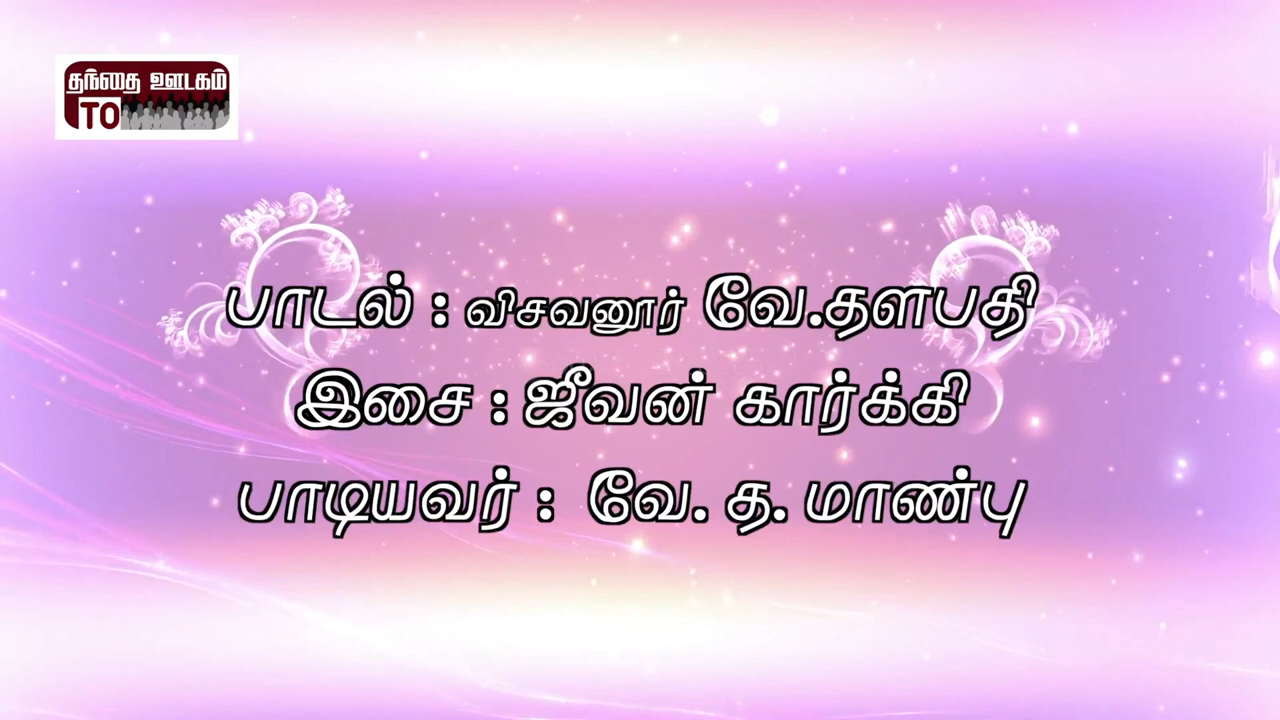 தந்தை ஊடகம்
TO
பாடல் : விசவனூர் வே.தளபதி
இசை : ஜீவன் கார்க்கி
பாடியவர் : வே. த. மாண்பு